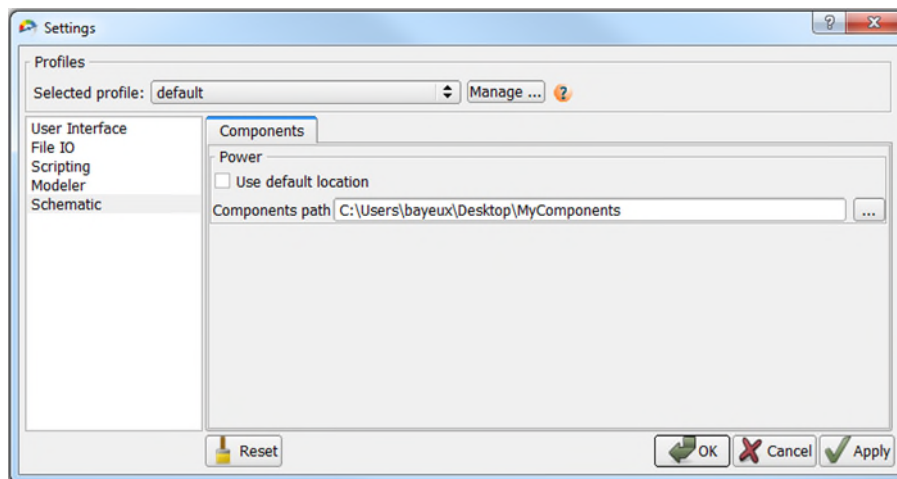 Settings
Profiles
Selected profile: default Manage ...
User Interface
File IO
Scripting
Modeler
Schematic
Components
Power
Use default location
Components path C:\Users\bayeux\Desktop\MyComponents ...
Reset OK Cancel Apply